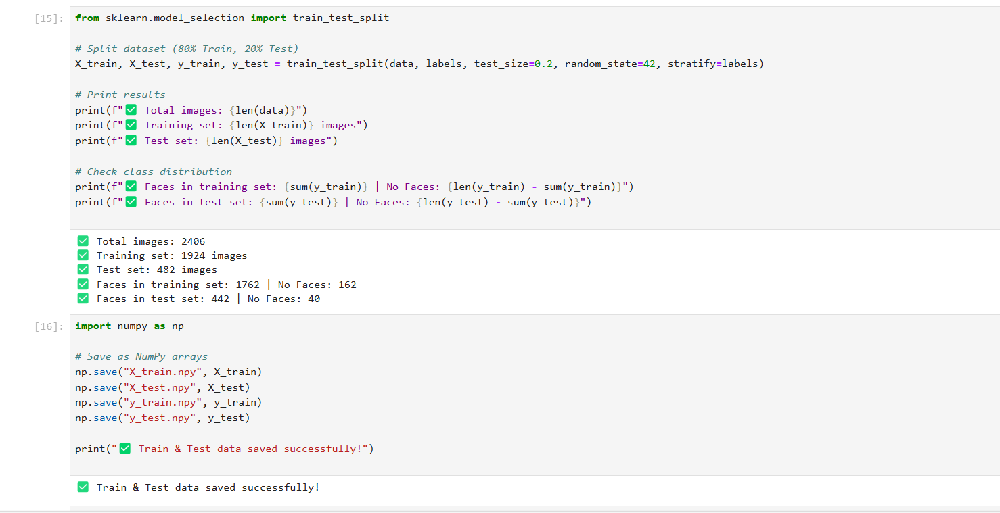 [15]: from sklearn.model_selection import train_test_split
# Split dataset (80% Train, 20% Test)
X_train, X_test, y_train, y_test = train_test_split(data, labels, test_size=0.2, random_state=42, stratify=labels)
# Print results
print(f"✅ Total images: {len(data)}")
print(f"✅ Training set: {len(X_train)} images")
print(f"✅ Test set: {len(X_test)} images")
# Check class distribution
print(f"✅ Faces in training set: {sum(y_train)} | No Faces: {len(y_train) - sum(y_train)}")
print(f"✅ Faces in test set: {sum(y_test)} | No Faces: {len(y_test) - sum(y_test)}")
✅ Total images: 2406
✅ Training set: 1924 images
✅ Test set: 482 images
✅ Faces in training set: 1762 | No Faces: 162
✅ Faces in test set: 442 | No Faces: 40
[16]: import numpy as np
# Save as NumPy arrays
np.save("X_train.npy", X_train)
np.save("X_test.npy", X_test)
np.save("y_train.npy", y_train)
np.save("y_test.npy", y_test)
print("✅ Train & Test data saved successfully!")
✅ Train & Test data saved successfully!